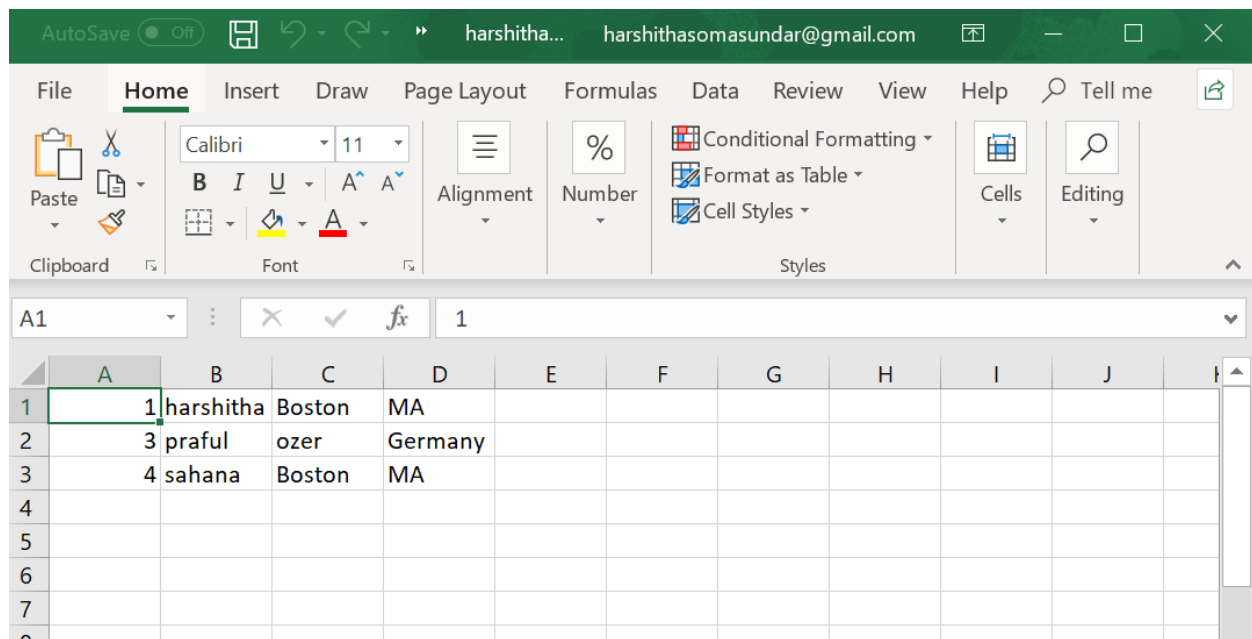 AutoSave Off harshitha... harshithasomasundar@gmail.com
File Home Insert Draw Page Layout Formulas Data Review View Help Tell me
Paste
Calibri 11
B I U A A
A
Alignment
%
Number
Conditional Formatting
Format as Table
Cell Styles
Cells
Editing
Clipboard Font Styles
A1 fx 1
A B C D E F G H I J
1 1 harshitha Boston MA
2 3 praful ozer Germany
3 4 sahana Boston MA
4
5
6
7